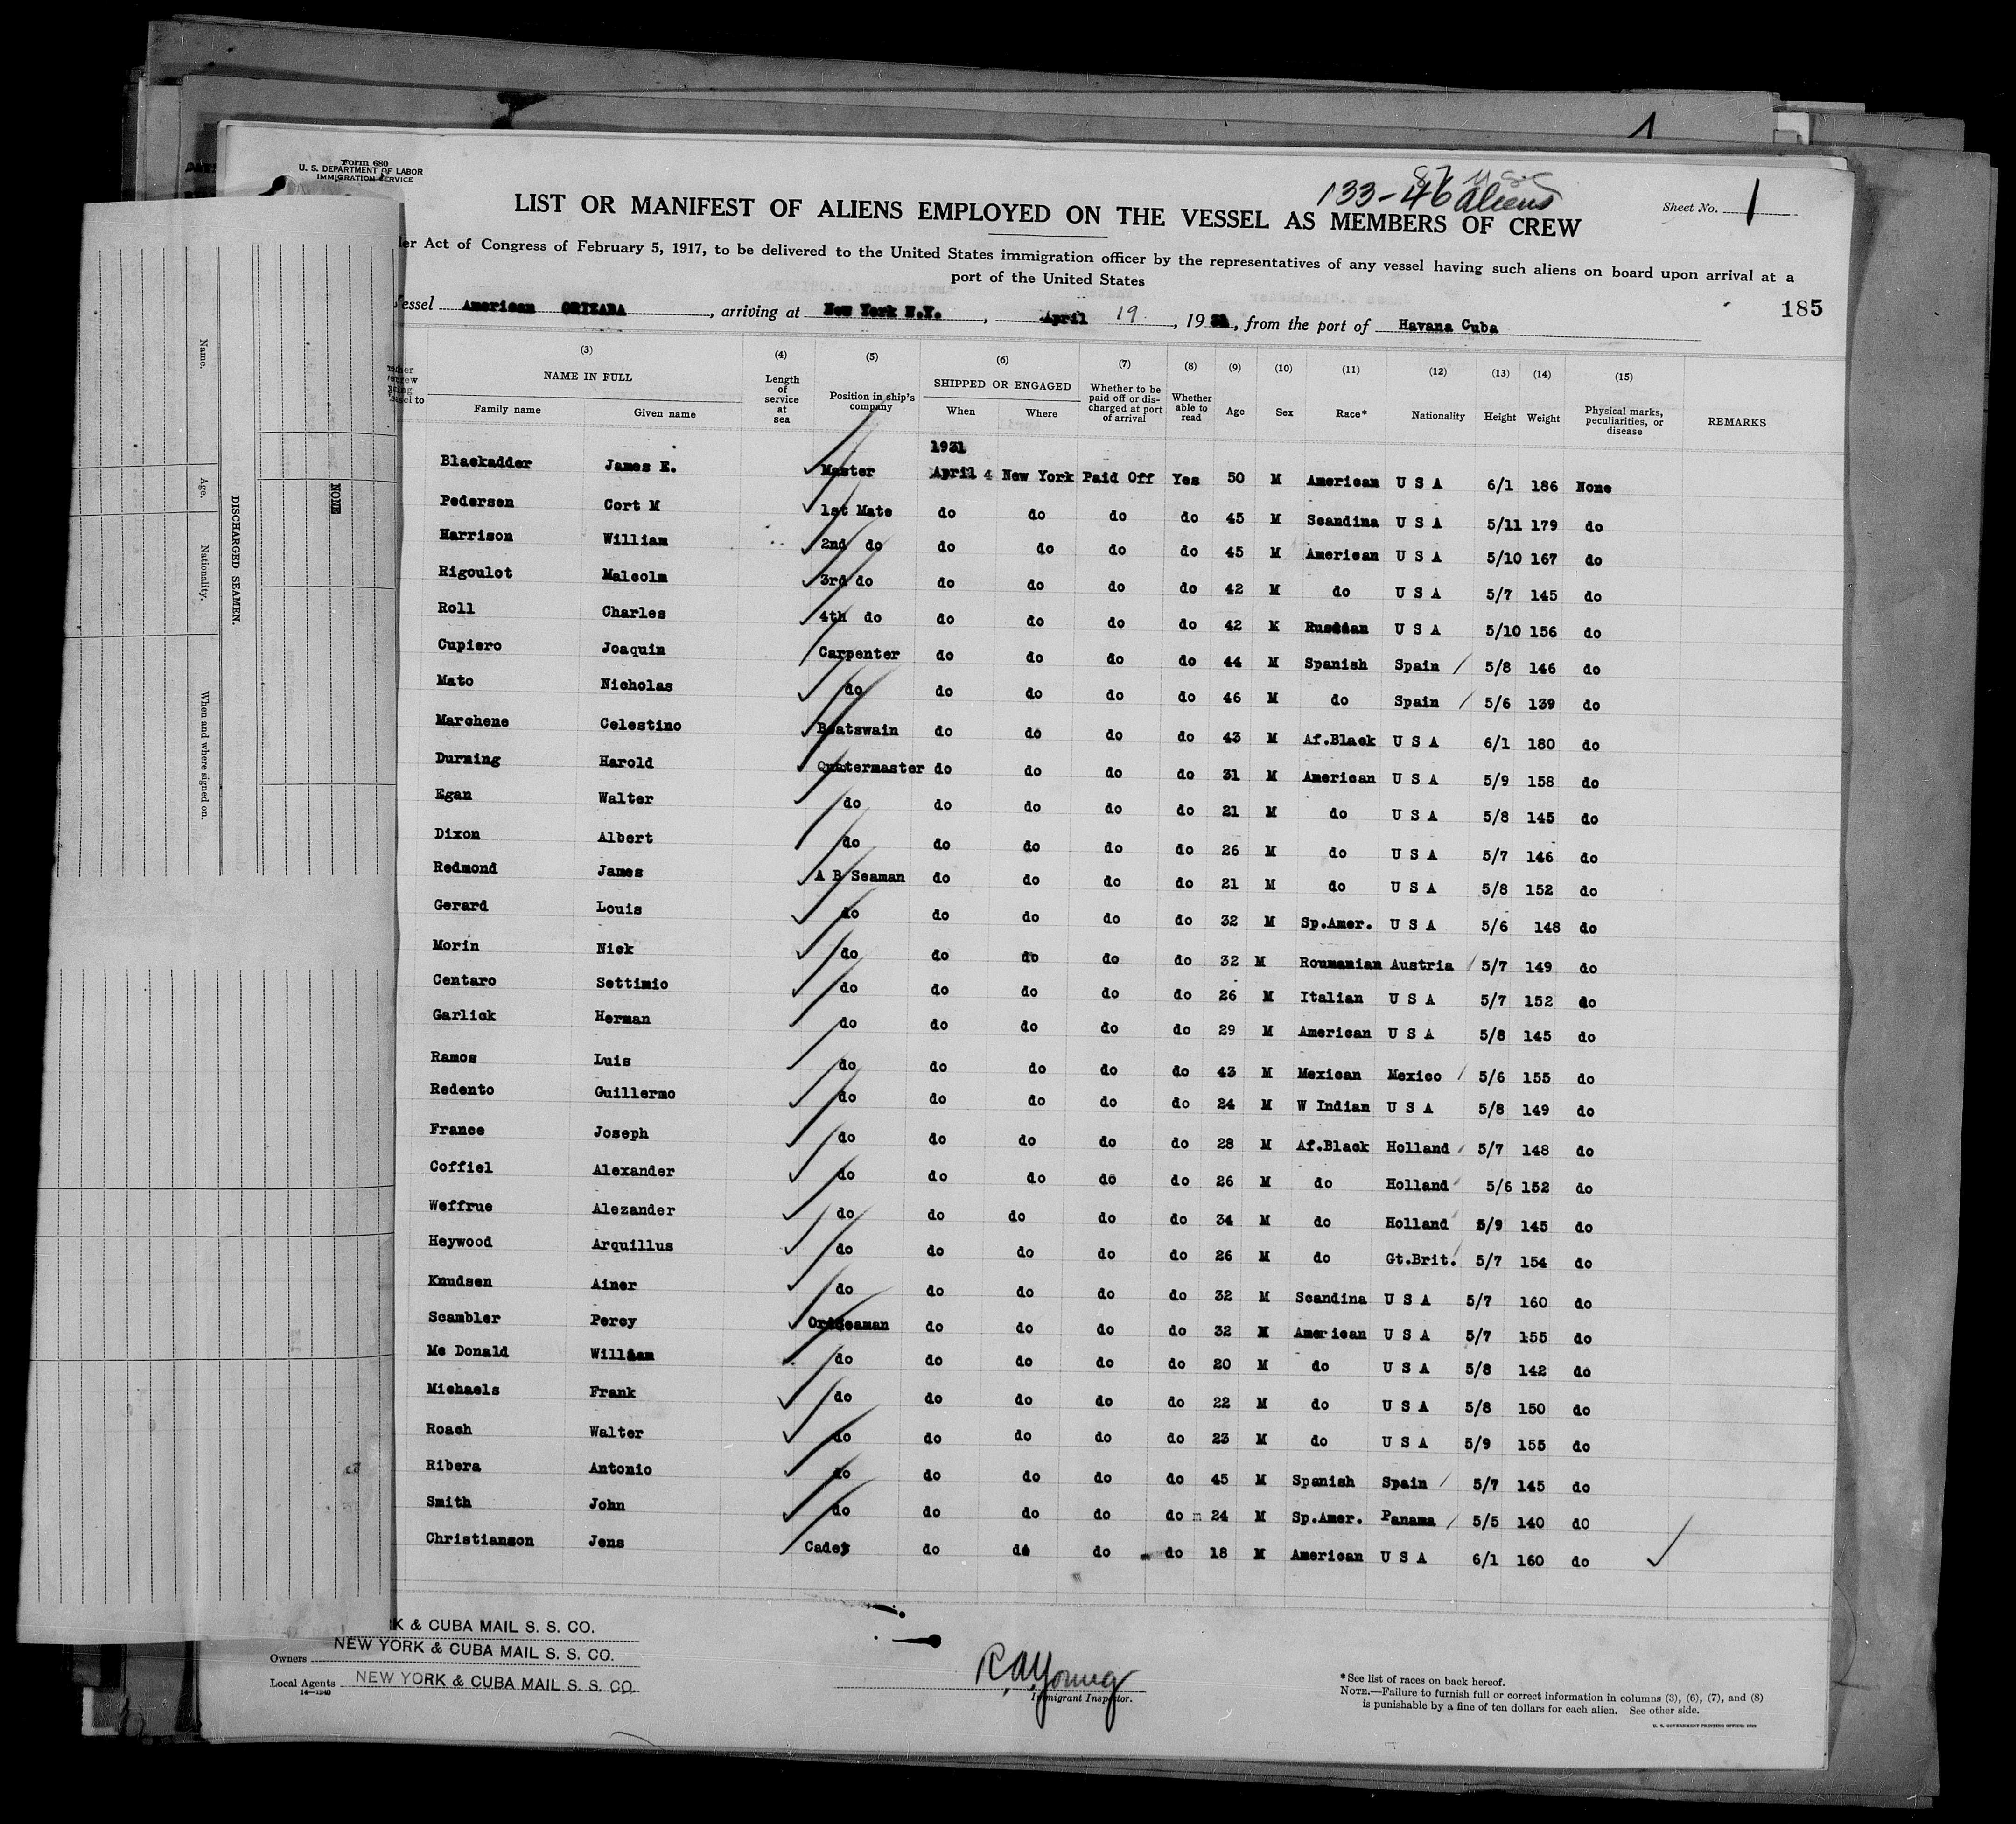 Form 680
U. S. DEPARTMENT OF LABOR
IMMIGRATION SERVICE
87 U.S.C
133-46 aliens
Sheet No. 1
LIST OR MANIFEST OF ALIENS EMPLOYED ON THE VESSEL AS MEMBERS OF CREW
der Act of Congress of February 5, 1917, to be delivered to the United States immigration officer by the representatives of any vessel having such aliens on board upon arrival at a
port of the United States
185
Vessel American ORIZABA, arriving at New York N.Y., April 19, 1931, from the port of Havana Cuba
(3) (4) (5) (6) (7) (8) (9) (10) (11) (12) (13) (14) (15)
NAME IN FULL Length of service at sea Position in ship's company SHIPPED OR ENGAGED Whether to be paid off or discharged at port of arrival Whether able to read Age Sex Race* Nationality Height Weight Physical marks, peculiarities, or disease REMARKS
Family name Given name When Where
1931
Blackadder James E. Master April 4 New York Paid Off Yes 50 M American U S A 6/1 186 None
Pedersen Cort M 1st Mate do do do do 45 M Scandina U S A 5/11 179 do
Harrison William 2nd do do do do do 45 M American U S A 5/10 167 do
Rigoulot Malcolm 3rd do do do do do 42 M do U S A 5/7 145 do
Roll Charles 4th do do do do do 42 M Russian U S A 5/10 156 do
Cupiero Joaquin Carpenter do do do do 44 M Spanish Spain / 5/8 146 do
Mato Nicholas do do do do do 46 M do Spain / 5/6 139 do
Marchene Celestino Boatswain do do do do 43 M Af.Black U S A 6/1 180 do
Durning Harold Quatermaster do do do do 31 M American U S A 5/9 158 do
Egan Walter do do do do do 21 M do U S A 5/8 145 do
Dixon Albert do do do do do 26 M do U S A 5/7 146 do
Redmond James A B Seaman do do do do 21 M do U S A 5/8 152 do
Gerard Louis do do do do do 32 M Sp.Amer. U S A 5/6 148 do
Morin Nick do do do do do 32 M Roumanian Austria / 5/7 149 do
Centaro Settimio do do do do do 26 M Italian U S A 5/7 152 do
Garlick Herman do do do do do 29 M American U S A 5/8 145 do
Ramos Luis do do do do do 43 M Mexican Mexico / 5/6 155 do
Redento Guillermo do do do do do 24 M W Indian U S A 5/8 149 do
France Joseph do do do do do 28 M Af.Black Holland / 5/7 148 do
Coffiel Alexander do do do do do 26 M do Holland / 5/6 152 do
Weffrue Alezander do do do do do 34 M do Holland / 5/9 145 do
Heywood Arquillus do do do do do 26 M do Gt.Brit. / 5/7 154 do
Knudsen Ainer do do do do do 32 M Scandina U S A 5/7 160 do
Scambler Percy Ord Seaman do do do do 32 M American U S A 5/7 155 do
Mc Donald William do do do do do 20 M do U S A 5/8 142 do
Michaels Frank do do do do do 22 M do U S A 5/8 150 do
Roach Walter do do do do do 23 M do U S A 5/9 155 do
Ribera Antonio do do do do do 45 M Spanish Spain / 5/7 145 do
Smith John do do do do do 24 M Sp.Amer. Panama / 5/5 140 dO
Christianson Jens Cadet do do do do 18 M American U S A 6/1 160 do
Name.
Age.
Nationality.
When and where signed on.
DISCHARGED SEAMEN.
NONE
K & CUBA MAIL S. S. CO.
Owners NEW YORK & CUBA MAIL S. S. CO.
Local Agents NEW YORK & CUBA MAIL S. S. CO.
14—1240
R.A. Young
Immigrant Inspector.
*See list of races on back hereof.
NOTE.—Failure to furnish full or correct information in columns (3), (6), (7), and (8)
is punishable by a fine of ten dollars for each alien. See other side.